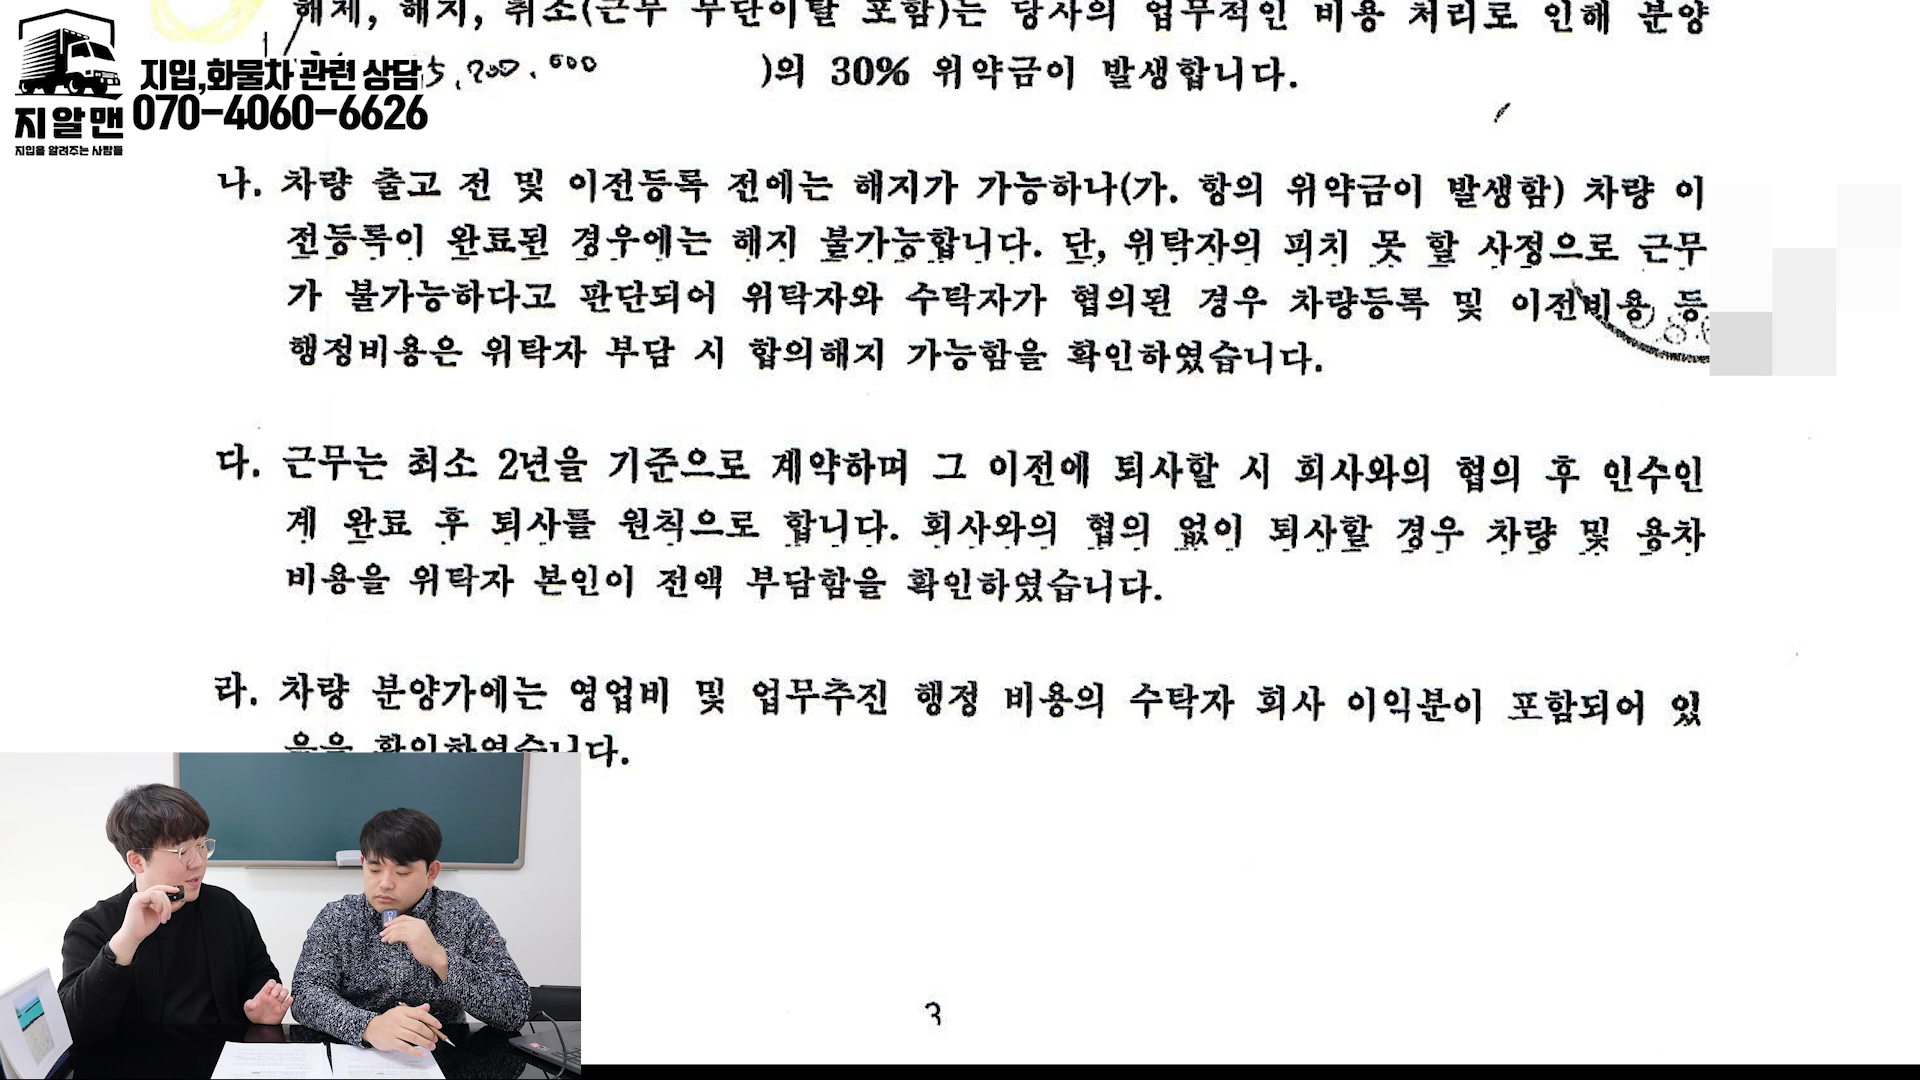 해제, 해지, 취소(근무 무단이탈 포함)는 당사의 업무적인 비용 처리로 인해 분양
5,200,000 )의 30% 위약금이 발생합니다.
지입,화물차 관련 상담
070-4060-6626
지알맨
지입을 알려주는 사람들
나. 차량 출고 전 및 이전등록 전에는 해지가 가능하나(가. 항의 위약금이 발생함) 차량 이
전등록이 완료된 경우에는 해지 불가능합니다. 단, 위탁자의 피치 못 할 사정으로 근무
가 불가능하다고 판단되어 위탁자와 수탁자가 협의된 경우 차량등록 및 이전비용 등
행정비용은 위탁자 부담 시 합의해지 가능함을 확인하였습니다.
다. 근무는 최소 2년을 기준으로 계약하며 그 이전에 퇴사할 시 회사와의 협의 후 인수인
계 완료 후 퇴사를 원칙으로 합니다. 회사와의 협의 없이 퇴사할 경우 차량 및 용차
비용을 위탁자 본인이 전액 부담함을 확인하였습니다.
라. 차량 분양가에는 영업비 및 업무추진 행정 비용의 수탁자 회사 이익분이 포함되어 있
음을 확인하였습니다.
3